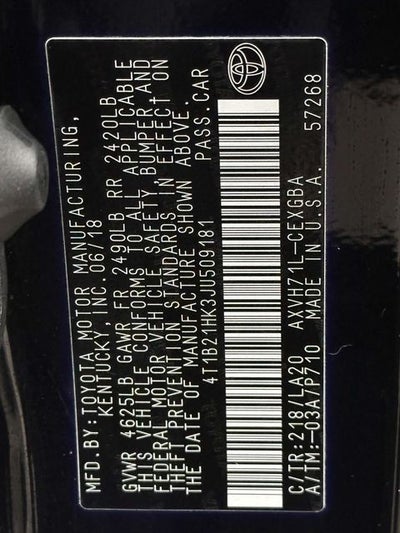 MFD.BY:TOYOTA MOTOR MANUFACTURING,
KENTUCKY, INC. 06/18
GVWR 4625LB GAWR FR 2490LB RR 2420LB
THIS VEHICLE CONFORMS TO ALL APPLICABLE
FEDERAL MOTOR VEHICLE SAFETY, BUMPER AND
THEFT PREVENTION STANDARDS IN EFFECT ON
THE DATE OF MANUFACTURE SHOWN ABOVE.
4T1B21HK3JU509181 PASS.CAR
C/TR:218/LA20 AXVH71L-CEXGBA
A/TM:-03A/P710 MADE IN U.S.A. 57268